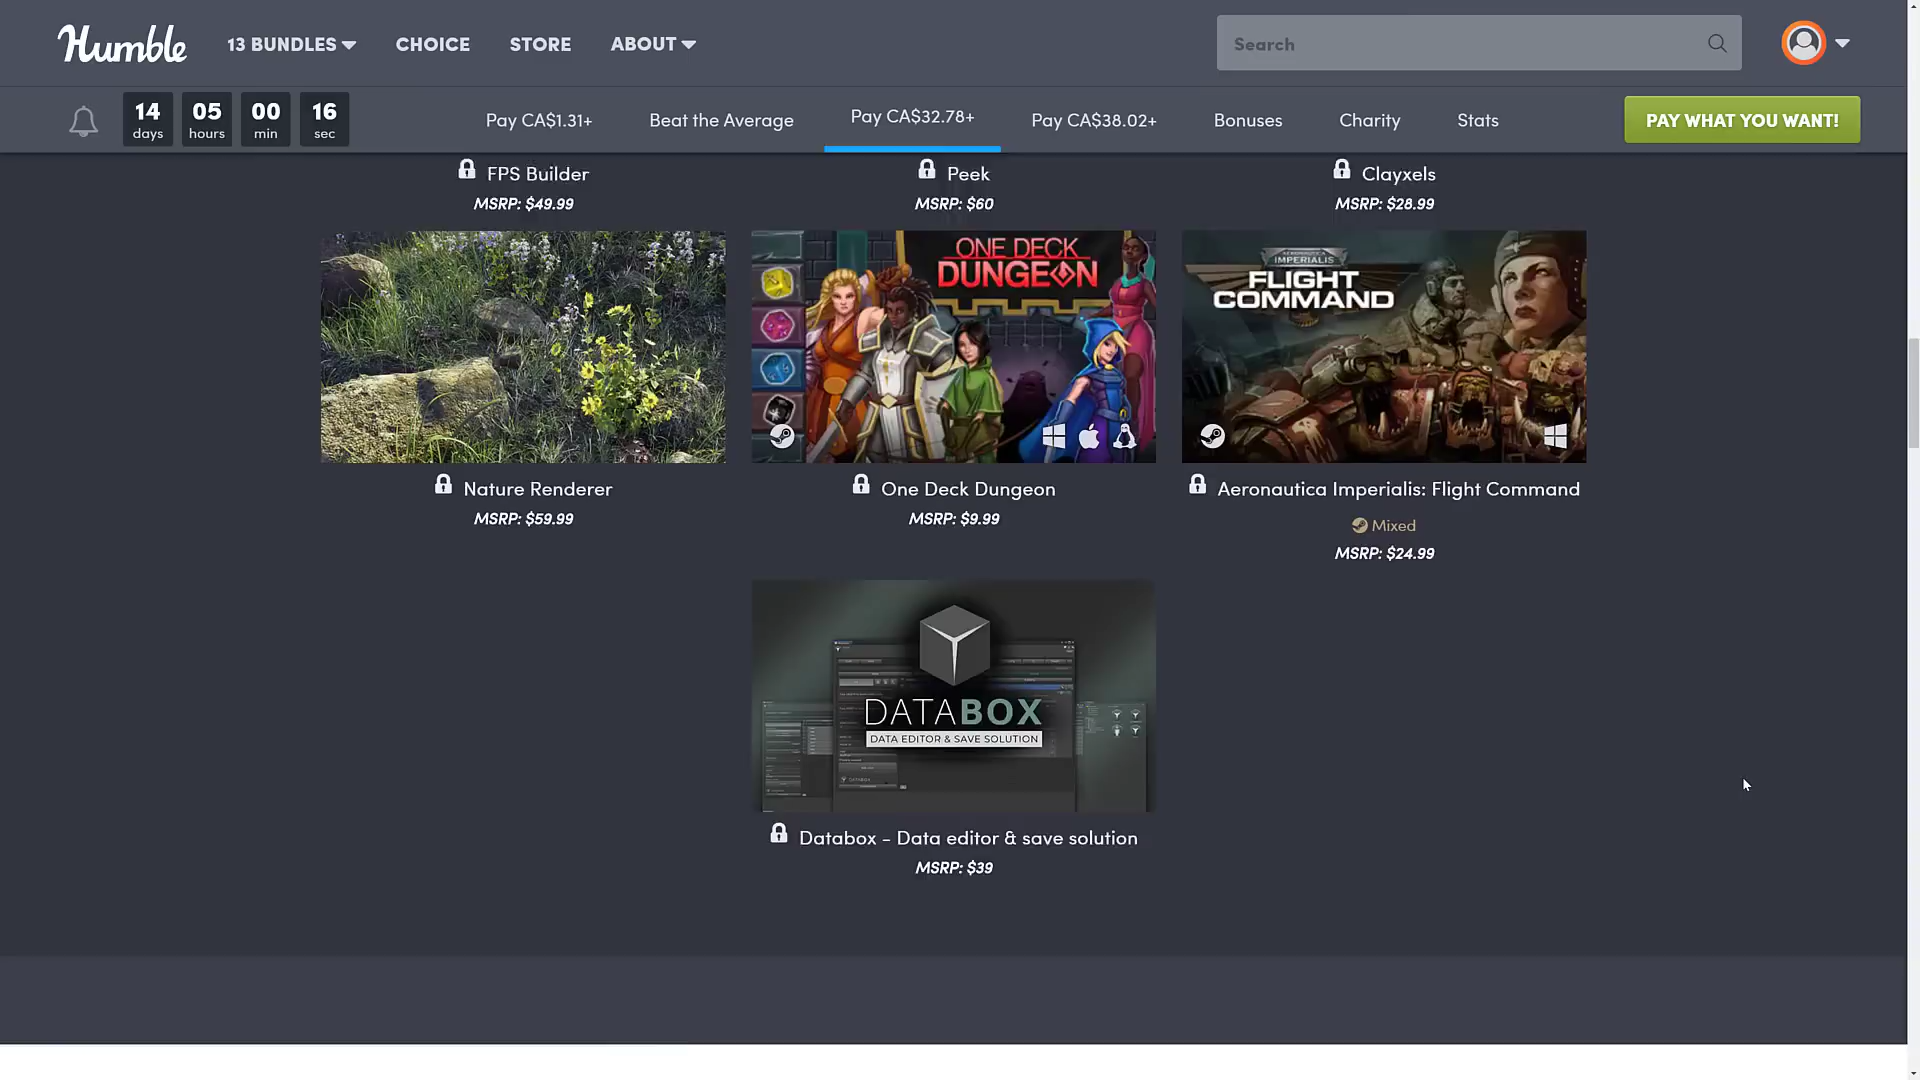 Humble
13 BUNDLES
CHOICE
STORE
ABOUT
Search
14 days
05 hours
00 min
16 sec
Pay CA$1.31+
Beat the Average
Pay CA$32.78+
Pay CA$38.02+
Bonuses
Charity
Stats
PAY WHAT YOU WANT!
FPS Builder
MSRP: $49.99
Peek
MSRP: $60
Clayxels
MSRP: $28.99
ONE DECK
DUNGEON
AERONAUTICA
IMPERIALIS
FLIGHT
COMMAND
Nature Renderer
MSRP: $59.99
One Deck Dungeon
MSRP: $9.99
Aeronautica Imperialis: Flight Command
Mixed
MSRP: $24.99
DATABOX
DATA EDITOR & SAVE SOLUTION
Databox - Data editor & save solution
MSRP: $39